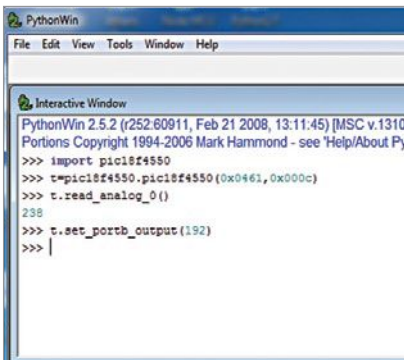 PythonWin
File Edit View Tools Window Help
Interactive Window
PythonWin 2.5.2 (r252:60911, Feb 21 2008, 13:11:45) [MSC v.1310
Portions Copyright 1994-2006 Mark Hammond - see 'Help/About Py
>>> import pic18f4550
>>> t=pic18f4550.pic18f4550(0x0461,0x000c)
>>> t.read_analog_0()
238
>>> t.set_portb_output(192)
>>>